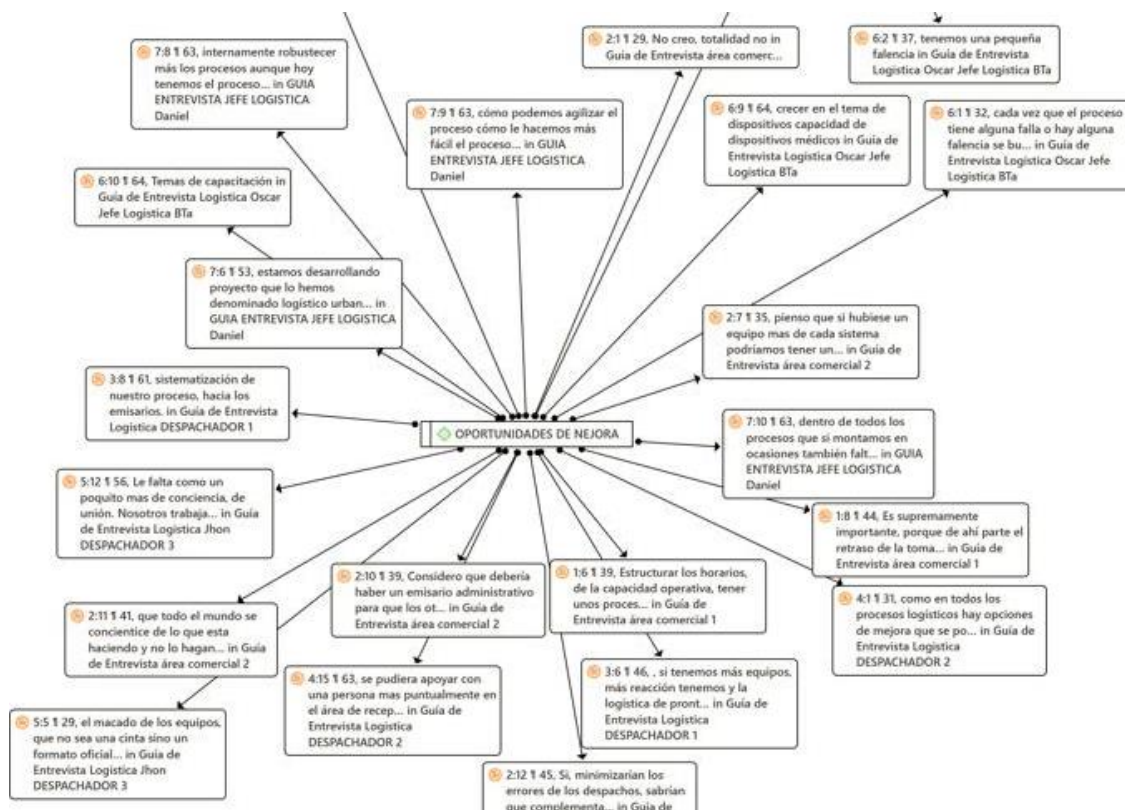 7:8 ¶ 63, internamente robustecer
más los procesos aunque hoy
tenemos el proceso... in GUIA
ENTREVISTA JEFE LOGISTICA
Daniel
2:1 ¶ 29, No creo, totalidad no in
Guía de Entrevista área comerc...
6:2 ¶ 37, tenemos una pequeña
falencia in Guía de Entrevista
Logística Oscar Jefe Logística BTa
7:9 ¶ 63, cómo podemos agilizar el
proceso cómo le hacemos más
fácil el proceso... in GUIA
ENTREVISTA JEFE LOGISTICA
Daniel
6:9 ¶ 64, crecer en el tema de
dispositivos capacidad de
dispositivos médicos in Guía de
Entrevista Logística Oscar Jefe
Logística BTa
6:1 ¶ 32, cada vez que el proceso
tiene alguna falla o hay alguna
falencia se bu... in Guía de
Entrevista Logística Oscar Jefe
Logística BTa
6:10 ¶ 64, Temas de capacitación in
Guía de Entrevista Logística Oscar
Jefe Logística BTa
7:6 ¶ 53, estamos desarrollando
proyecto que lo hemos
denominado logístico urban... in
GUIA ENTREVISTA JEFE LOGISTICA
Daniel
2:7 ¶ 35, pienso que si hubiese un
equipo mas de cada sistema
podríamos tener un... in Guía de
Entrevista área comercial 2
3:8 ¶ 61, sistematización de
nuestro proceso, hacia los
emisarios. in Guía de Entrevista
Logística DESPACHADOR 1
OPORTUNIDADES DE NEJORA
7:10 ¶ 63, dentro de todos los
procesos que si montamos en
ocasiones también falt... in GUIA
ENTREVISTA JEFE LOGISTICA
Daniel
5:12 ¶ 56, Le falta como un
poquito mas de conciencia, de
unión. Nosotros trabaja... in Guía
de Entrevista Logística Jhon
DESPACHADOR 3
1:8 ¶ 44, Es supremamente
importante, porque de ahí parte el
retraso de la toma... in Guía de
Entrevista área comercial 1
2:10 ¶ 39, Considero que debería
haber un emisario administrativo
para que los ot... in Guía de
Entrevista área comercial 2
1:6 ¶ 39, Estructurar los horarios,
de la capacidad operativa, tener
unos proces... in Guía de
Entrevista área comercial 1
4:1 ¶ 31, como en todos los
procesos logísticos hay opciones
de mejora que se po... in Guía de
Entrevista Logística
DESPACHADOR 2
2:11 ¶ 41, que todo el mundo se
concientice de lo que esta
haciendo y no lo hagan... in Guía
de Entrevista área comercial 2
4:15 ¶ 63, se pudiera apoyar con
una persona mas puntualmente en
el área de recep... in Guía de
Entrevista Logística
DESPACHADOR 2
3:6 ¶ 46, , si tenemos más equipos,
más reacción tenemos y la
logística de pront... in Guía de
Entrevista Logística
DESPACHADOR 1
5:5 ¶ 29, el macado de los equipos,
que no sea una cinta sino un
formato oficial... in Guía de
Entrevista Logística Jhon
DESPACHADOR 3
2:12 ¶ 45, Si, minimizarían los
errores de los despachos, sabrían
que complementa... in Guía de